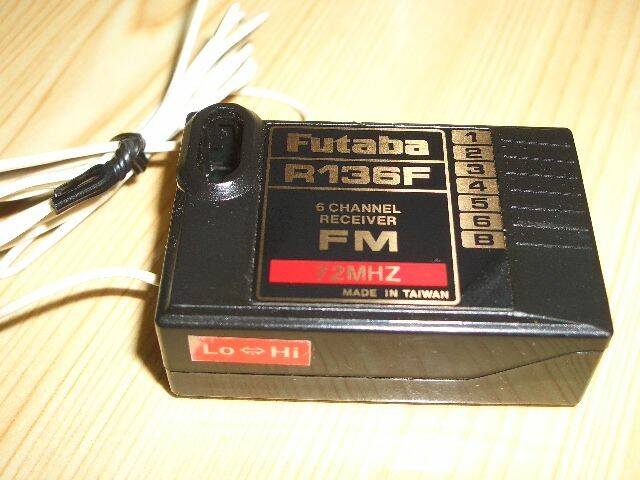 Futaba
R136F
6 CHANNEL
RECEIVER
FM
72MHZ
MADE IN TAIWAN
1
2
3
4
5
6
B
Lo ⇔ Hi